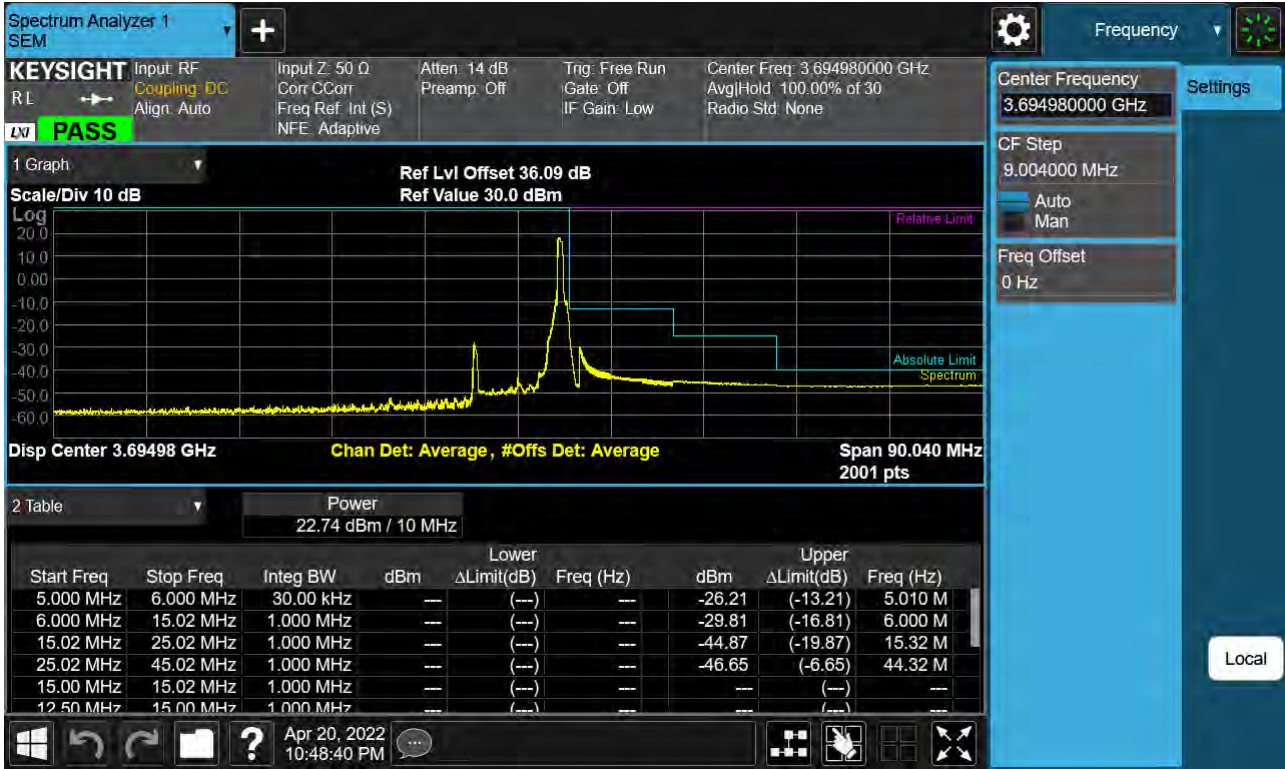 Spectrum Analyzer 1
SEM
Frequency
KEYSIGHT
R L
LXI PASS
Input: RF
Coupling: DC
Align: Auto
Input Z: 50 Ω
Corr CCorr
Freq Ref: Int (S)
NFE: Adaptive
Atten: 14 dB
Preamp: Off
Trig: Free Run
Gate: Off
IF Gain: Low
Center Freq: 3.694980000 GHz
Avg|Hold: 100.00% of 30
Radio Std: None
1 Graph
Scale/Div 10 dB
Ref Lvl Offset 36.09 dB
Ref Value 30.0 dBm
Log
20.0
10.0
0.00
-10.0
-20.0
-30.0
-40.0
-50.0
-60.0
Relative Limit
Absolute Limit
Spectrum
Disp Center 3.69498 GHz
Chan Det: Average, #Offs Det: Average
Span 90.040 MHz
2001 pts
2 Table
Power
22.74 dBm / 10 MHz
Lower Upper
Start Freq Stop Freq Integ BW dBm ΔLimit(dB) Freq (Hz) dBm ΔLimit(dB) Freq (Hz)
5.000 MHz 6.000 MHz 30.00 kHz --- (---) --- -26.21 (-13.21) 5.010 M
6.000 MHz 15.02 MHz 1.000 MHz --- (---) --- -29.81 (-16.81) 6.000 M
15.02 MHz 25.02 MHz 1.000 MHz --- (---) --- -44.87 (-19.87) 15.32 M
25.02 MHz 45.02 MHz 1.000 MHz --- (---) --- -46.65 (-6.65) 44.32 M
15.00 MHz 15.02 MHz 1.000 MHz --- (---) --- --- (---) ---
12.50 MHz 15.00 MHz 1.000 MHz --- (---) --- --- (---) ---
Apr 20, 2022
10:48:40 PM
Center Frequency
3.694980000 GHz
CF Step
9.004000 MHz
Auto
Man
Freq Offset
0 Hz
Settings
Local